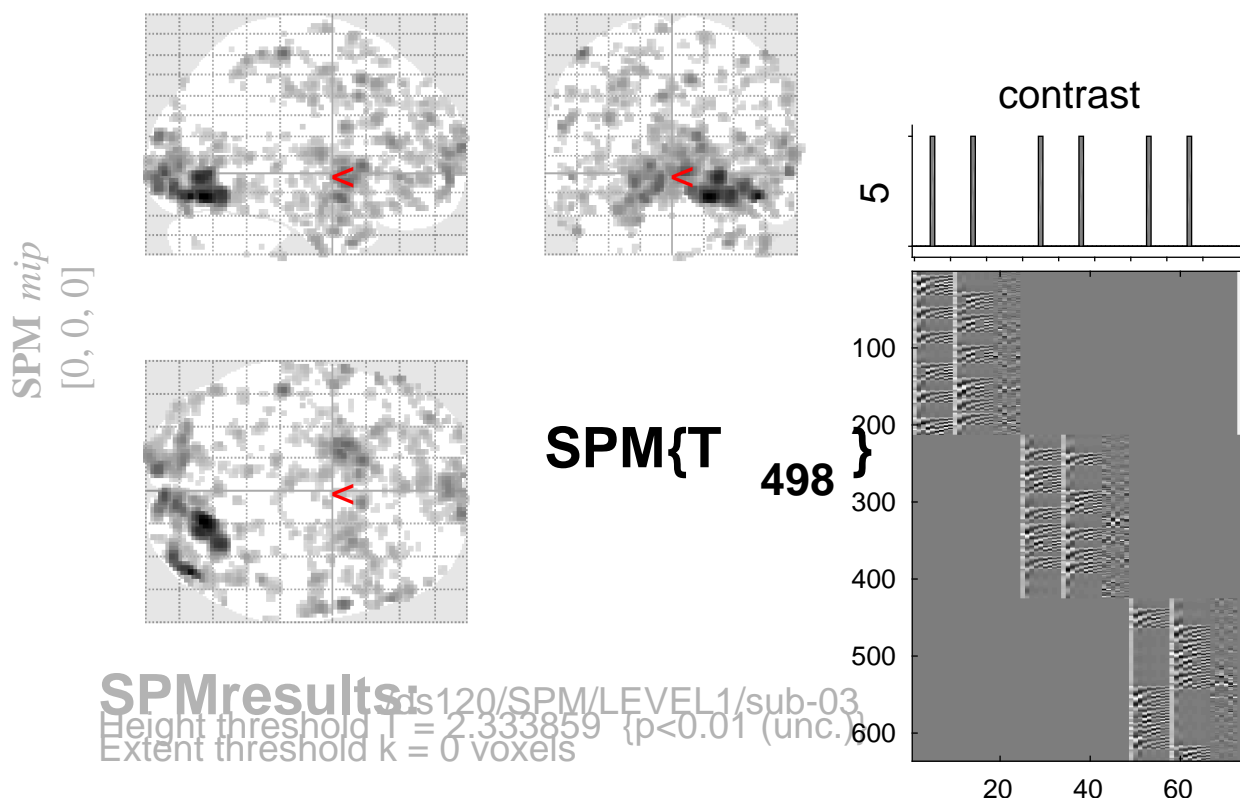 contrast
5
SPM mip
[0, 0, 0]
<
<
<
SPM{T498}
100
200
300
400
500
600
20 40 60
SPMresults: /ds120/SPM/LEVEL1/sub-03
Height threshold T = 2.333859 {p<0.01 (unc.)}
Extent threshold k = 0 voxels